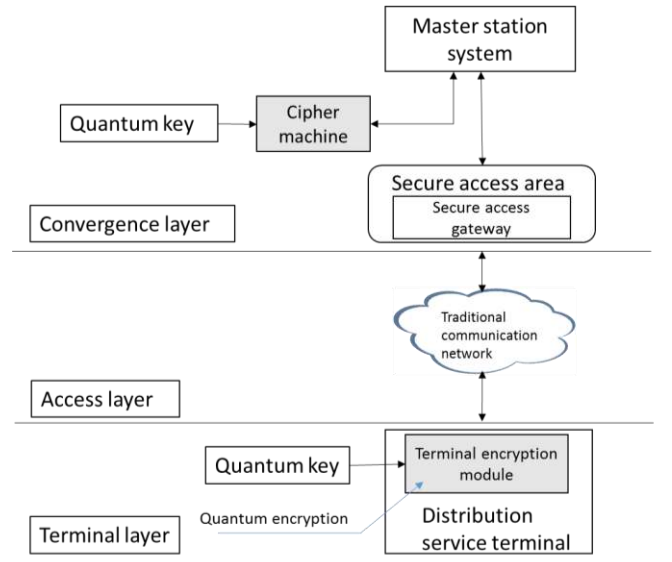 Master station
system
Cipher
machine
Quantum key
Secure access area
Secure access
gateway
Convergence layer
Traditional
communication
network
Access layer
Terminal encryption
module
Quantum key
Quantum encryption
Distribution
service terminal
Terminal layer